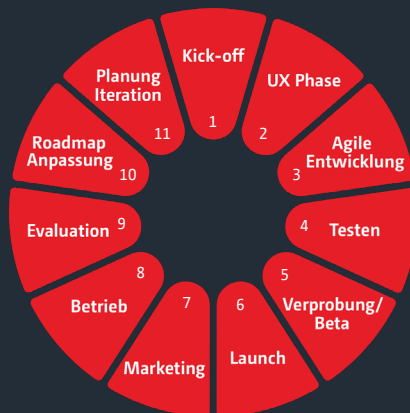 Kick-off
1
UX Phase
2
Agile
Entwicklung
3
Testen
4
Verprobung/
Beta
5
Launch
6
Marketing
7
Betrieb
8
Evaluation
9
Roadmap
Anpassung
10
Planung
Iteration
11